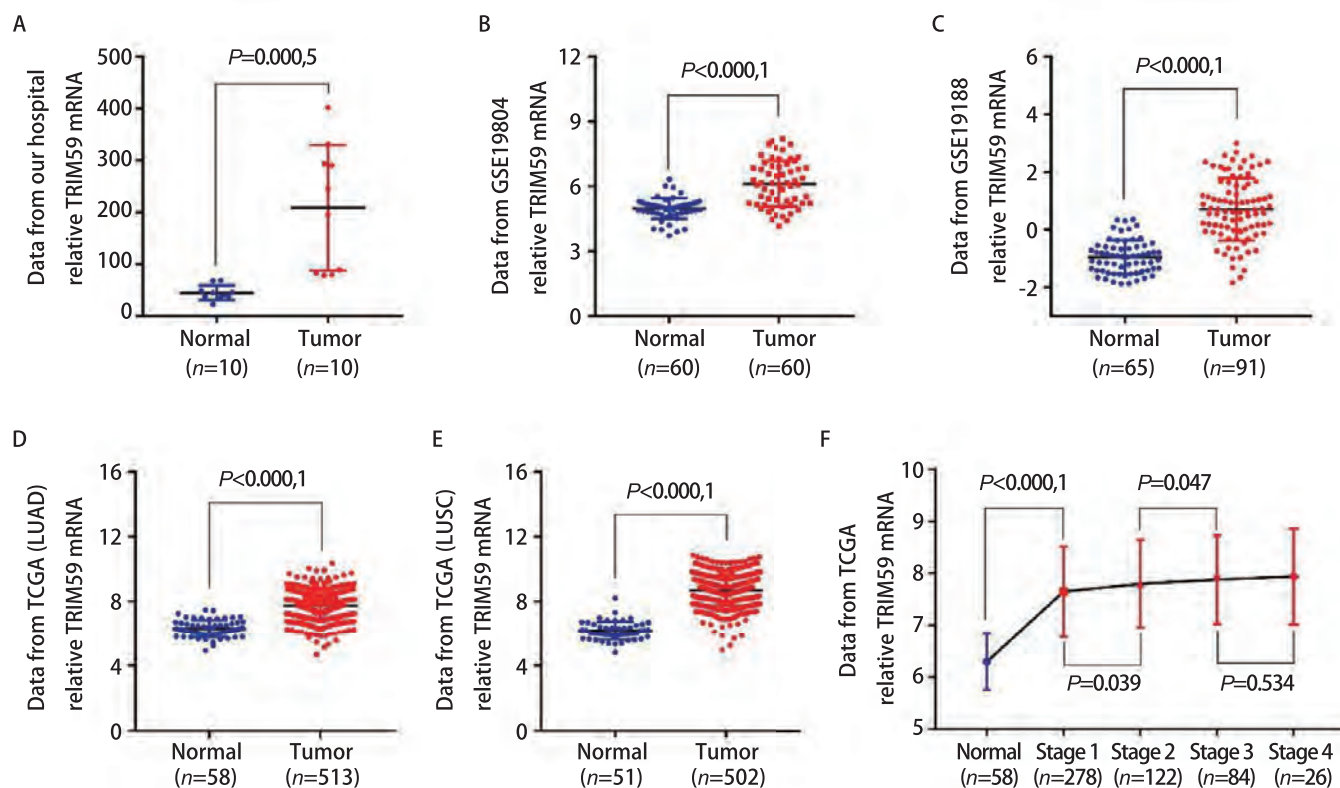 A
Data from our hospital
relative TRIM59 mRNA
P=0.000,5
500
400
300
200
100
0
Normal
(n=10)
Tumor
(n=10)
B
Data from GSE19804
relative TRIM59 mRNA
P<0.000,1
12
9
6
3
0
Normal
(n=60)
Tumor
(n=60)
C
Data from GSE19188
relative TRIM59 mRNA
P<0.000,1
6
4
2
0
-2
Normal
(n=65)
Tumor
(n=91)
D
Data from TCGA (LUAD)
relative TRIM59 mRNA
P<0.000,1
16
12
8
4
0
Normal
(n=58)
Tumor
(n=513)
E
Data from TCGA (LUSC)
relative TRIM59 mRNA
P<0.000,1
16
12
8
4
0
Normal
(n=51)
Tumor
(n=502)
F
Data from TCGA
relative TRIM59 mRNA
P<0.000,1
P=0.047
P=0.039
P=0.534
10
9
8
7
6
5
Normal
(n=58)
Stage 1
(n=278)
Stage 2
(n=122)
Stage 3
(n=84)
Stage 4
(n=26)